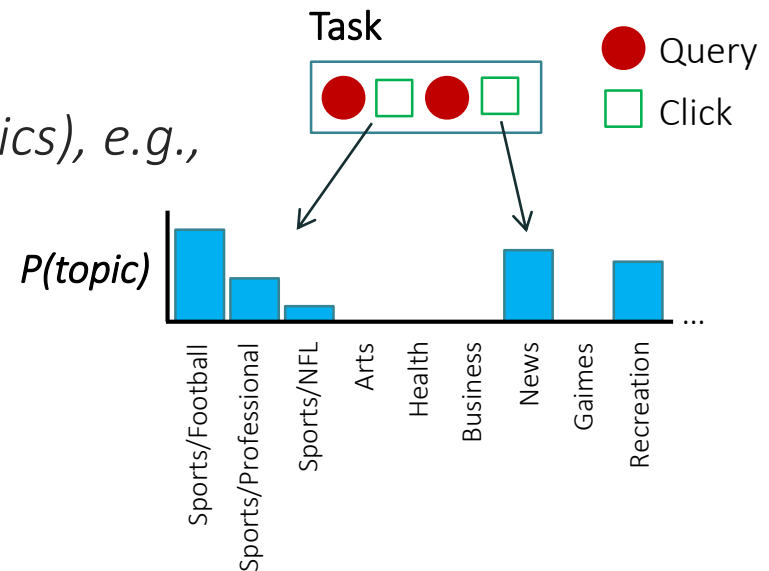 Task
Query
Click
ics), e.g.,
P(topic)
...
Sports/Football
Sports/Professional
Sports/NFL
Arts
Health
Business
News
Gaimes
Recreation